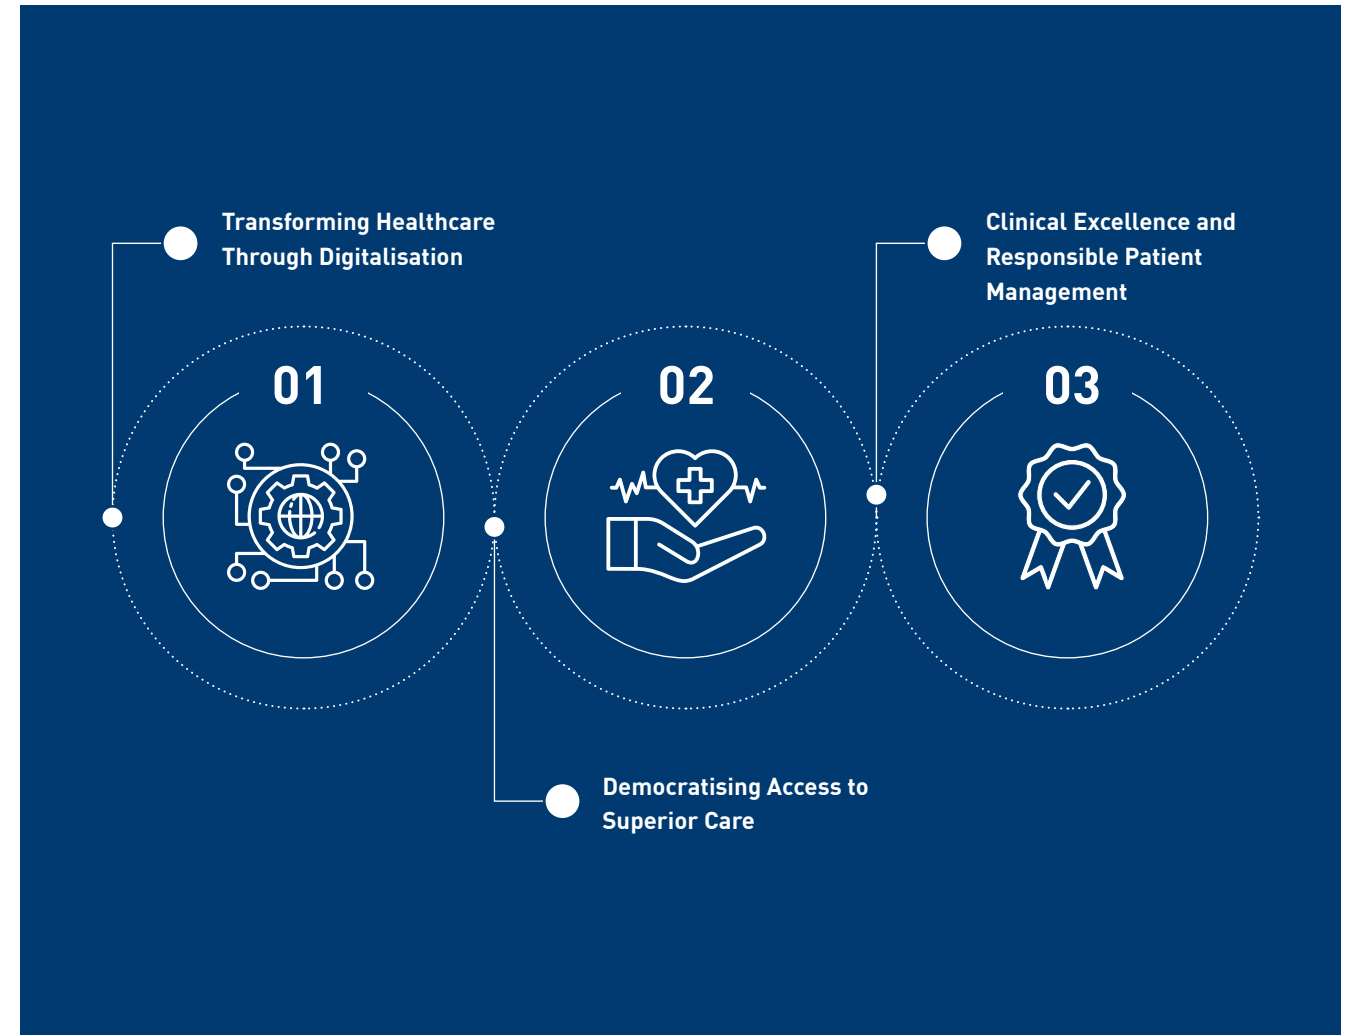 Transforming Healthcare
Through Digitalisation
01
Democratising Access to
Superior Care
02
Clinical Excellence and
Responsible Patient
Management
03